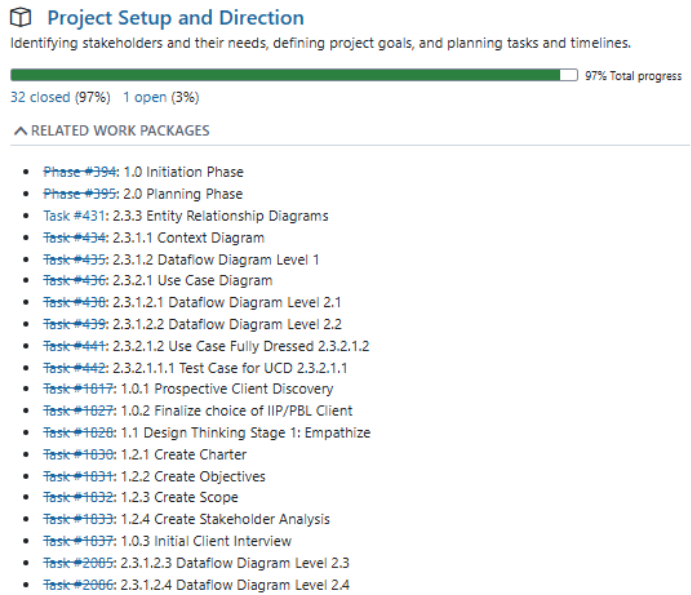 Project Setup and Direction
Identifying stakeholders and their needs, defining project goals, and planning tasks and timelines.
97% Total progress
32 closed (97%) 1 open (3%)
RELATED WORK PACKAGES
Phase #394: 1.0 Initiation Phase
Phase #395: 2.0 Planning Phase
Task #431: 2.3.3 Entity Relationship Diagrams
Task #434: 2.3.1.1 Context Diagram
Task #435: 2.3.1.2 Dataflow Diagram Level 1
Task #436: 2.3.2.1 Use Case Diagram
Task #438: 2.3.1.2.1 Dataflow Diagram Level 2.1
Task #439: 2.3.1.2.2 Dataflow Diagram Level 2.2
Task #441: 2.3.2.1.2 Use Case Fully Dressed 2.3.2.1.2
Task #442: 2.3.2.1.1.1 Test Case for UCD 2.3.2.1.1
Task #1817: 1.0.1 Prospective Client Discovery
Task #1827: 1.0.2 Finalize choice of IIP/PBL Client
Task #1828: 1.1 Design Thinking Stage 1: Empathize
Task #1830: 1.2.1 Create Charter
Task #1831: 1.2.2 Create Objectives
Task #1832: 1.2.3 Create Scope
Task #1833: 1.2.4 Create Stakeholder Analysis
Task #1837: 1.0.3 Initial Client Interview
Task #2085: 2.3.1.2.3 Dataflow Diagram Level 2.3
Task #2086: 2.3.1.2.4 Dataflow Diagram Level 2.4